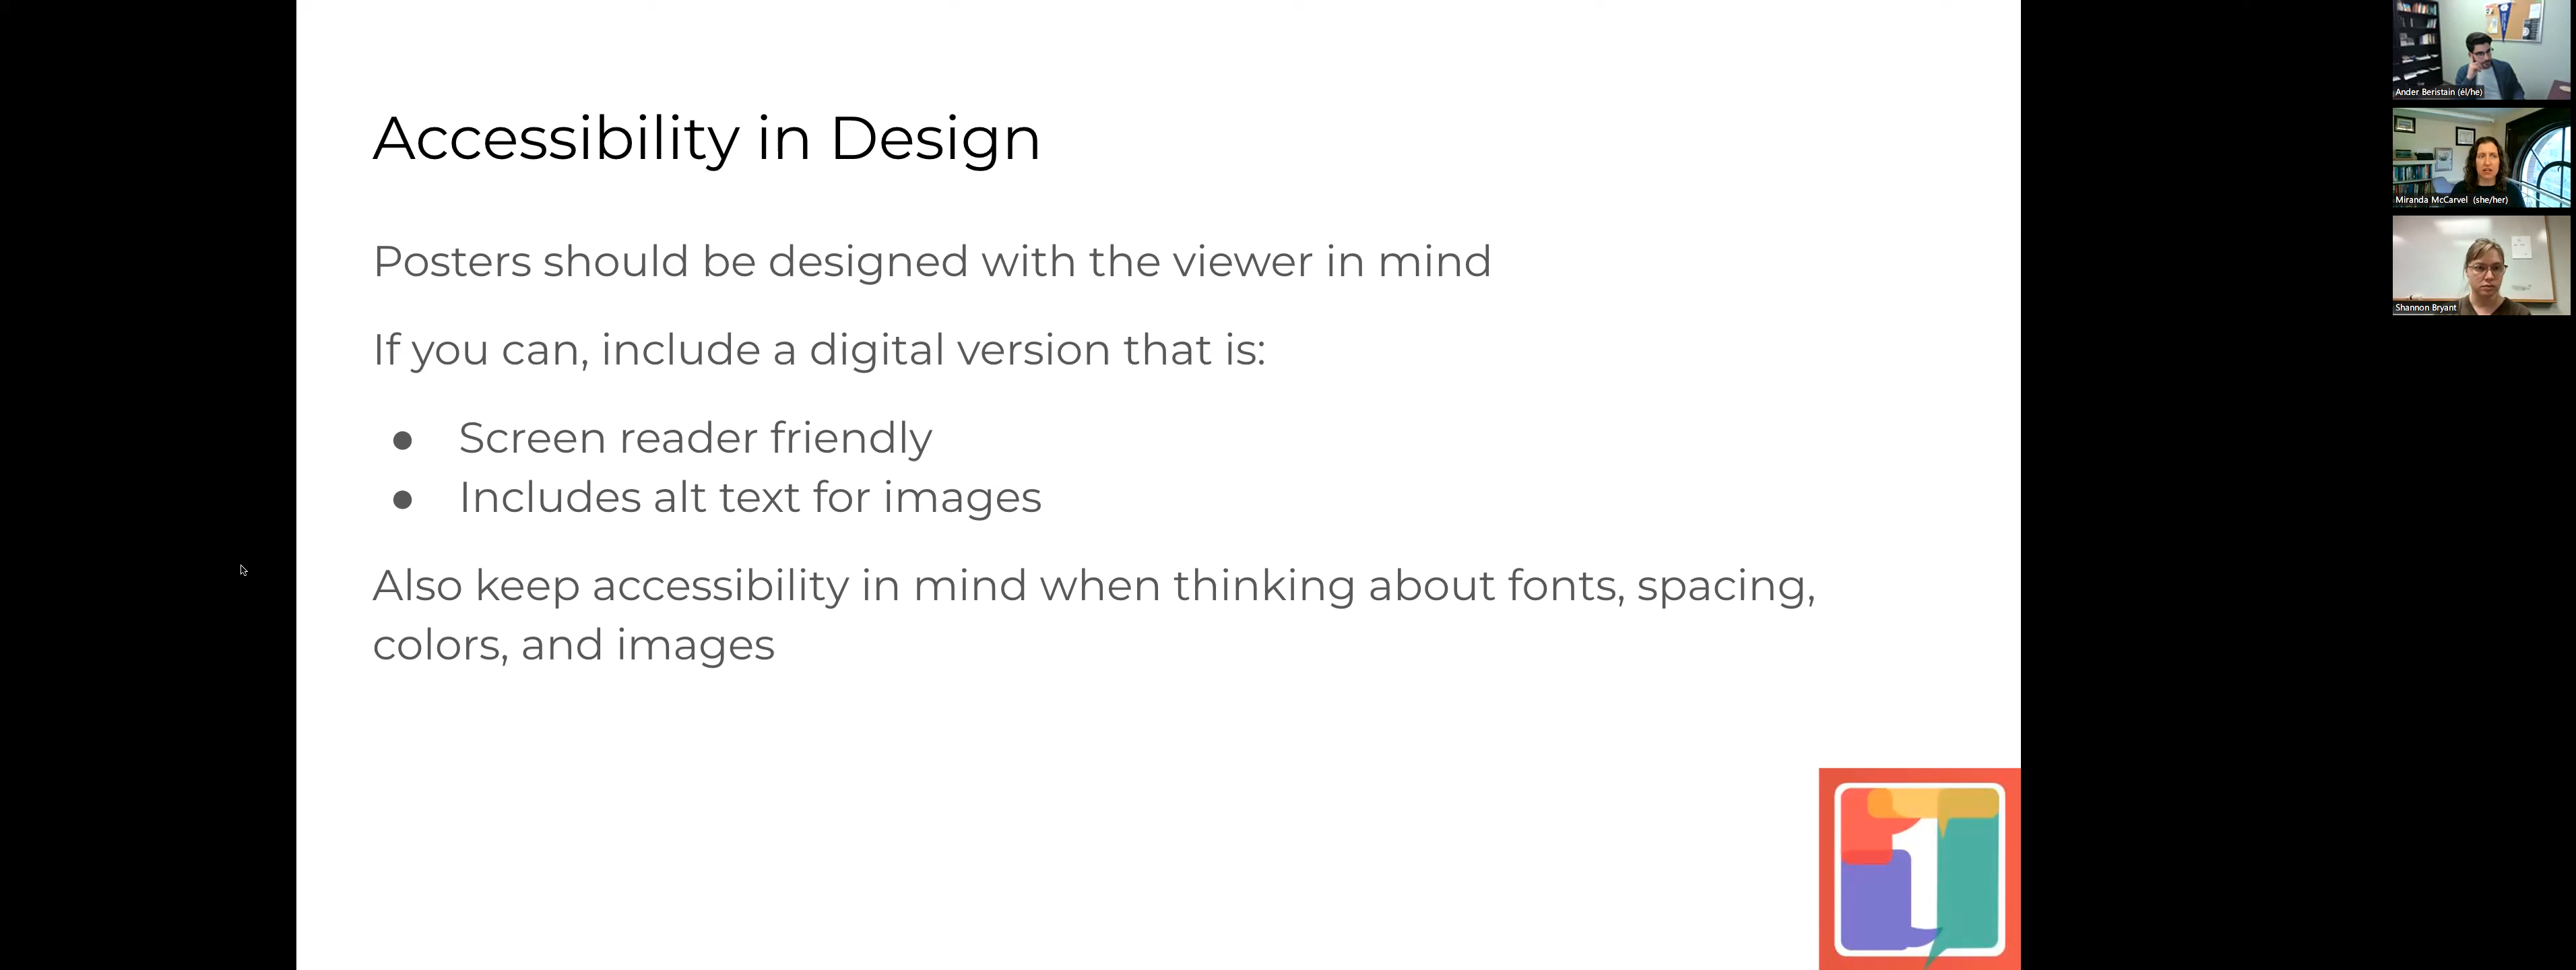 Accessibility in Design
Posters should be designed with the viewer in mind
If you can, include a digital version that is:
● Screen reader friendly
● Includes alt text for images
Also keep accessibility in mind when thinking about fonts, spacing,
colors, and images
1
Ander Beristain (él/he)
Miranda McCarvel (she/her)
Shannon Bryant